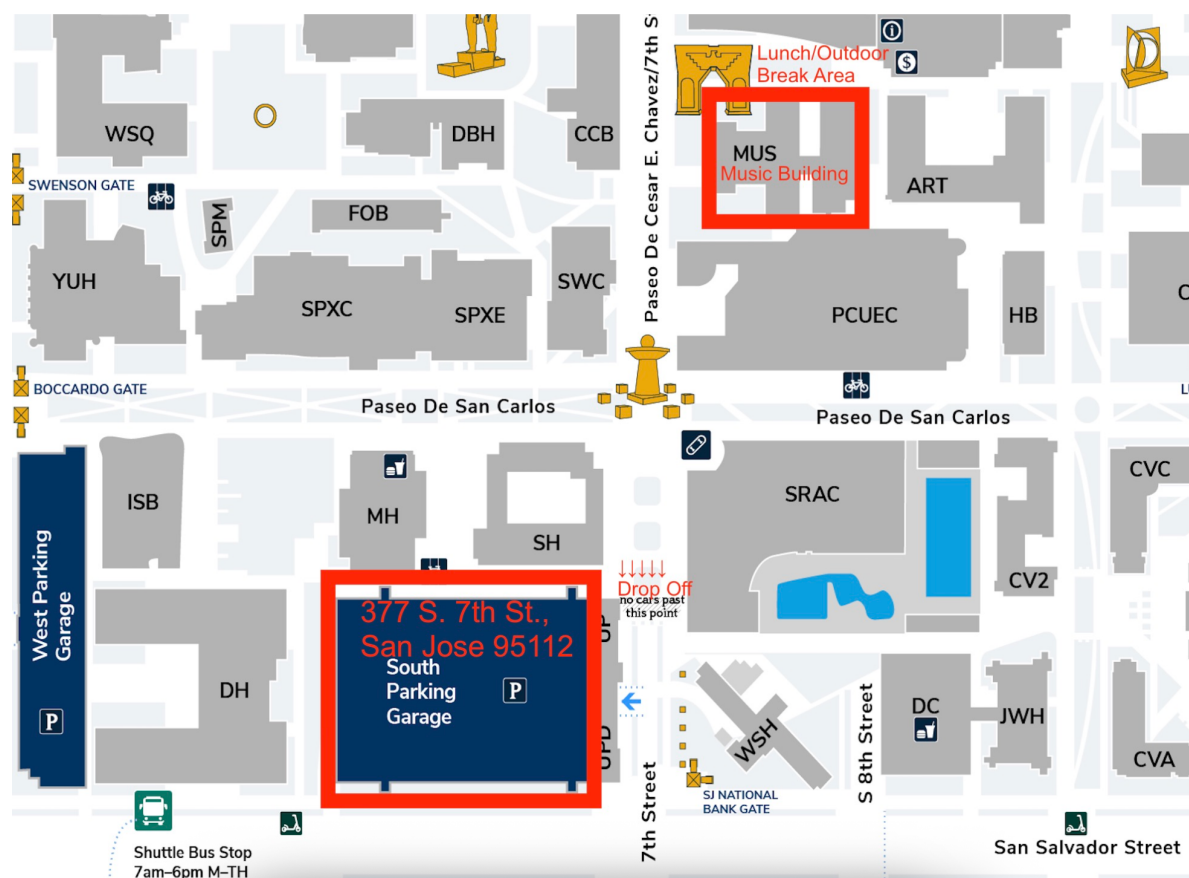 Paseo De Cesar E. Chavez/7th S
Lunch/Outdoor
Break Area
$
WSQ
DBH
CCB
MUS
Music Building
ART
SWENSON GATE
SPM
FOB
YUH
SPXC
SPXE
SWC
PCUEC
HB
BOCCARDO GATE
Paseo De San Carlos
Paseo De San Carlos
West Parking
Garage
P
ISB
MH
SH
SRAC
CVC
CV2
↓↓↓↓↓
Drop Off
no cars past
this point
377 S. 7th St.,
San Jose 95112
South
Parking
Garage
P
UP
UPD
DH
7th Street
WSH
S 8th Street
DC
JWH
CVA
SJ NATIONAL
BANK GATE
Shuttle Bus Stop
7am–6pm M–TH
San Salvador Street